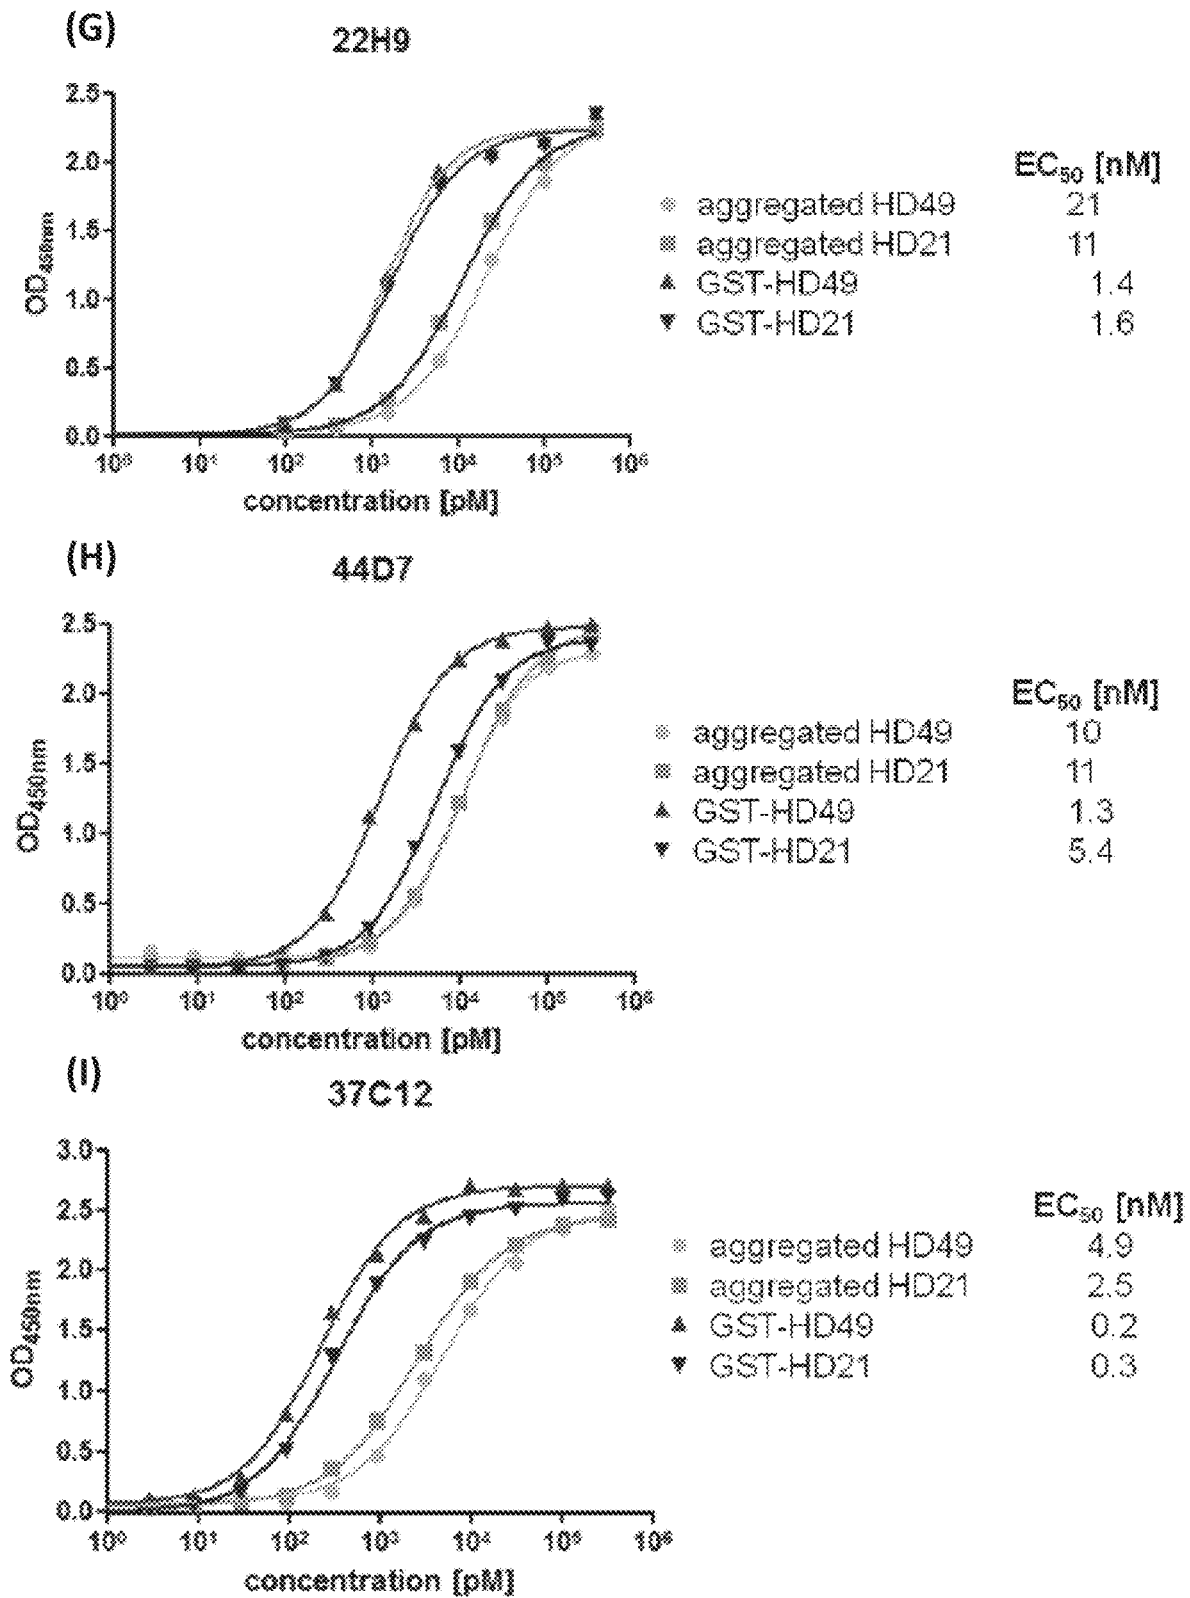 (G)
22H9
2.5
2.0
1.5
1.0
0.5
0.0
OD450nm
10⁰ 10¹ 10² 10³ 10⁴ 10⁵ 10⁶
concentration [pM]
EC₅₀ [nM]
aggregated HD49 21
aggregated HD21 11
GST-HD49 1.4
GST-HD21 1.6
(H)
44D7
2.5
2.0
1.5
1.0
0.5
0.0
OD450nm
10⁰ 10¹ 10² 10³ 10⁴ 10⁵ 10⁶
concentration [pM]
EC₅₀ [nM]
aggregated HD49 10
aggregated HD21 11
GST-HD49 1.3
GST-HD21 5.4
(I)
37C12
3.0
2.5
2.0
1.5
1.0
0.5
0.0
OD450nm
10⁰ 10¹ 10² 10³ 10⁴ 10⁵ 10⁶
concentration [pM]
EC₅₀ [nM]
aggregated HD49 4.9
aggregated HD21 2.5
GST-HD49 0.2
GST-HD21 0.3